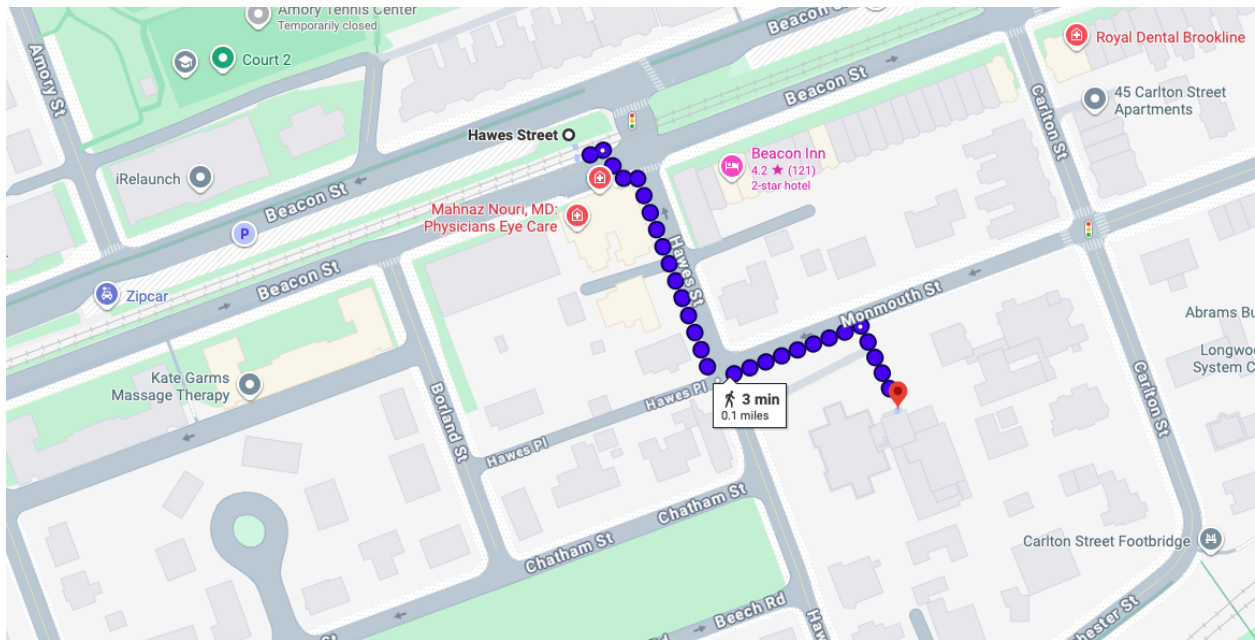 Amory Tennis Center
Temporarily closed
Beacon
Court 2
Amory St
Royal Dental Brookline
Beacon St
45 Carlton Street
Apartments
Carlton St
Hawes Street
Beacon Inn
4.2 ★ (121)
2-star hotel
iRelaunch
Beacon St
Mahnaz Nouri, MD:
Physicians Eye Care
P
Hawes St
Beacon St
Zipcar
Monmouth St
Abrams Bu
Longwoo
System C
Kate Garms
Massage Therapy
Borland St
Hawes Pl
3 min
0.1 miles
Carlton St
Hawes Pl
Chatham St
Chatham St
Carlton Street Footbridge
Beech Rd
Haw
hester St